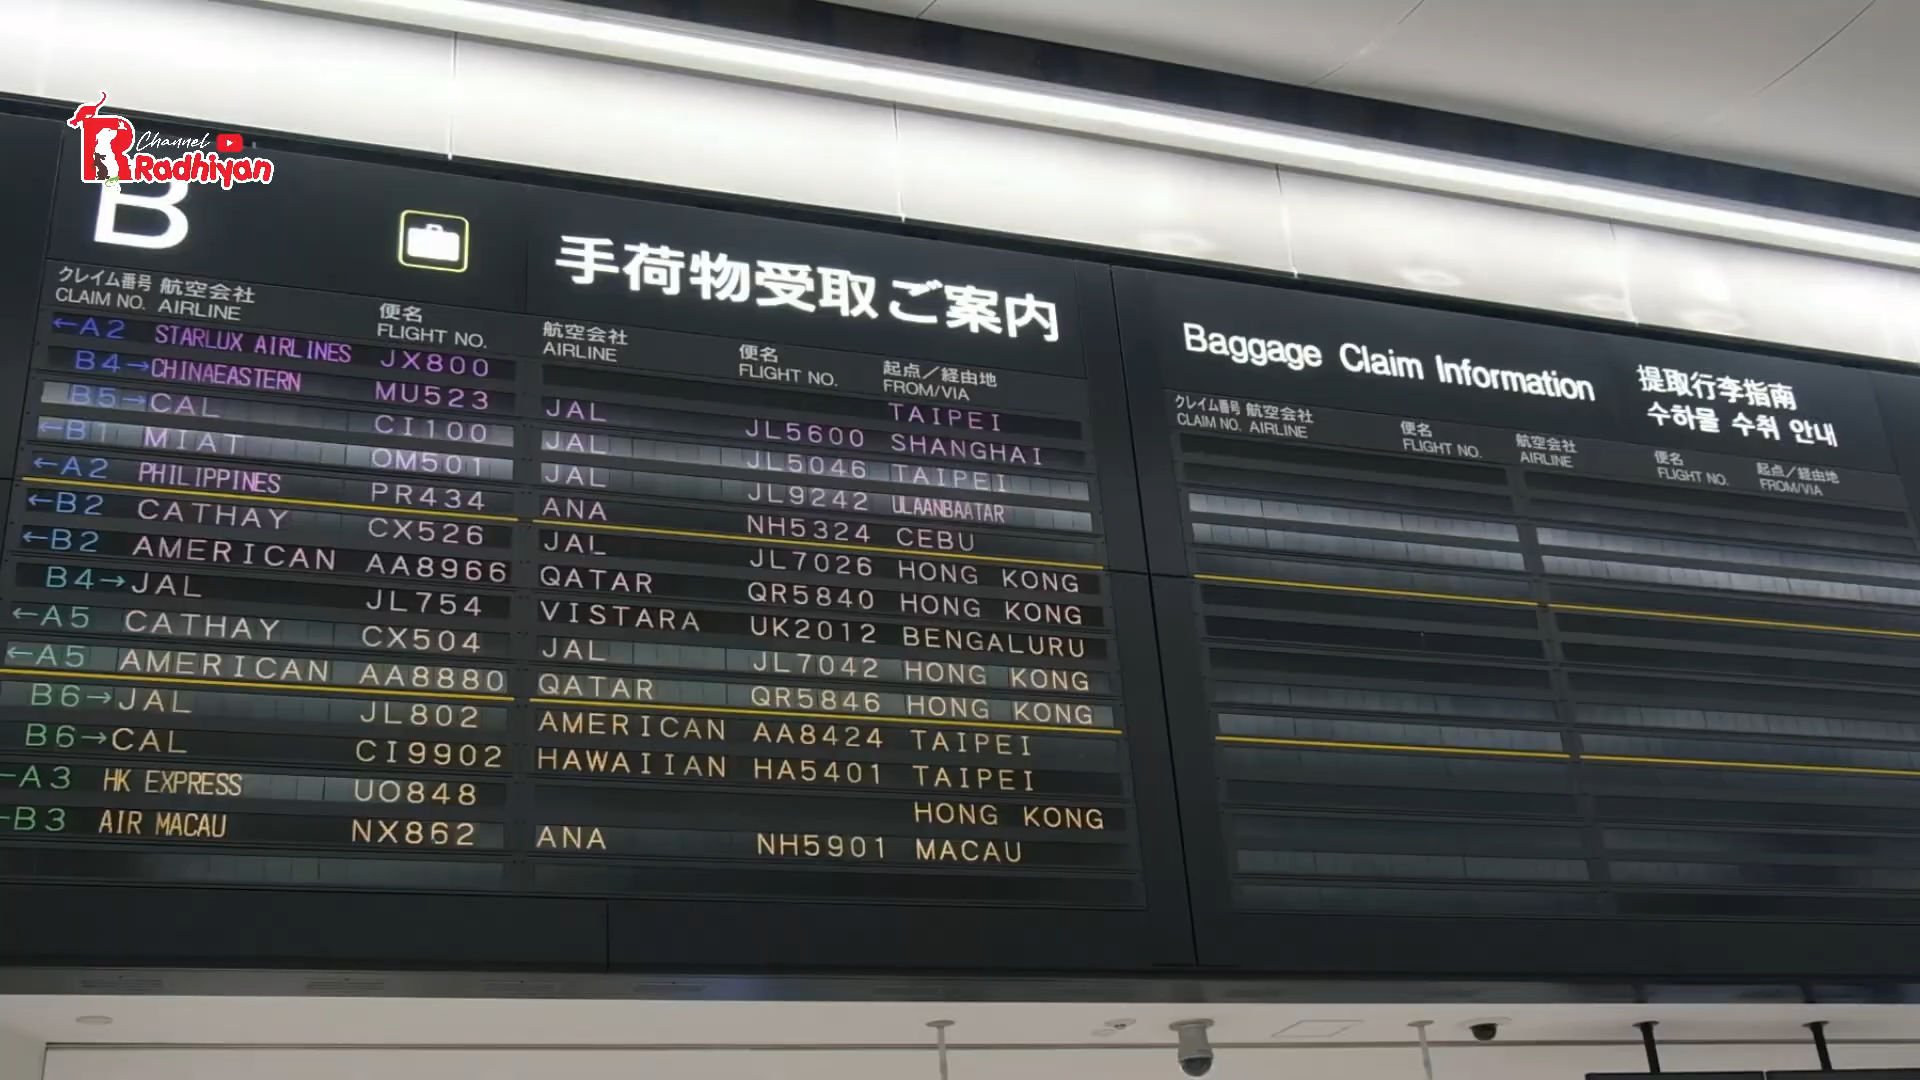 Channel
Radhiyan
B
手荷物受取ご案内
Baggage Claim Information
提取行李指南
수하물 수취 안내
クレイム番号 航空会社 便名 航空会社 便名 起点/経由地
CLAIM NO. AIRLINE FLIGHT NO. AIRLINE FLIGHT NO. FROM/VIA
クレイム番号 航空会社 便名 航空会社 便名 起点/経由地
CLAIM NO. AIRLINE FLIGHT NO. AIRLINE FLIGHT NO. FROM/VIA
←A2 STARLUX AIRLINES JX800 TAIPEI
B4→CHINAEASTERN MU523 JAL JL5600 SHANGHAI
B5→CAL CI100 JAL JL5046 TAIPEI
←B1 MIAT OM501 JAL JL9242 ULAANBAATAR
←A2 PHILIPPINES PR434 ANA NH5324 CEBU
←B2 CATHAY CX526 JAL JL7026 HONG KONG
←B2 AMERICAN AA8966 QATAR QR5840 HONG KONG
B4→JAL JL754 VISTARA UK2012 BENGALURU
←A5 CATHAY CX504 JAL JL7042 HONG KONG
←A5 AMERICAN AA8880 QATAR QR5846 HONG KONG
B6→JAL JL802 AMERICAN AA8424 TAIPEI
B6→CAL CI9902 HAWAIIAN HA5401 TAIPEI
←A3 HK EXPRESS UO848 HONG KONG
←B3 AIR MACAU NX862 ANA NH5901 MACAU